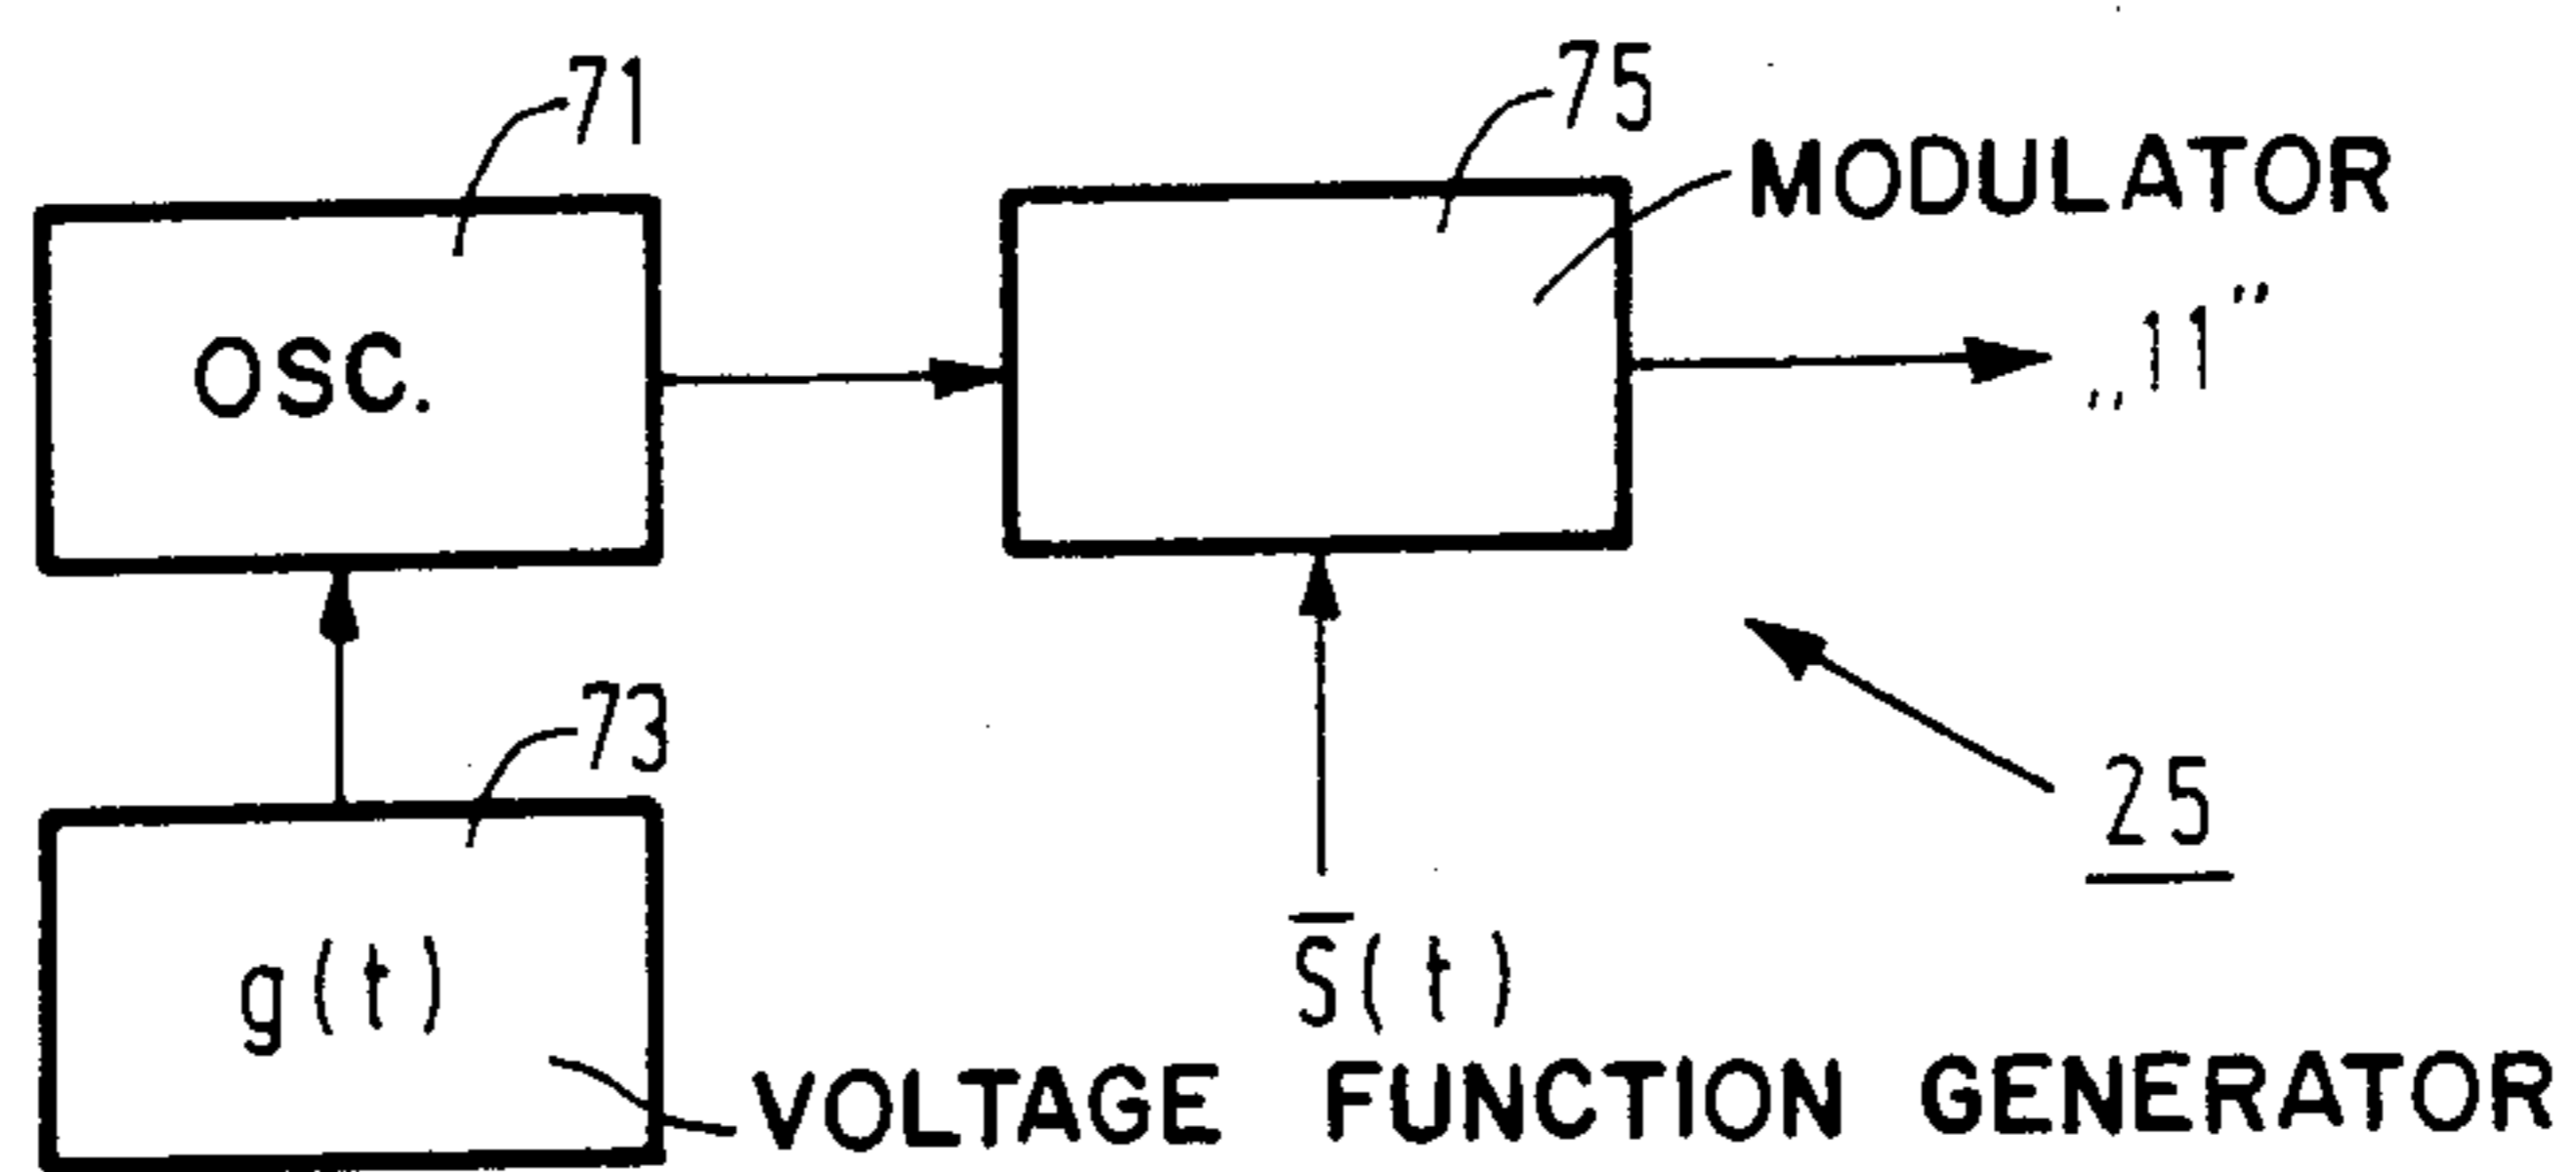 71
75
MODULATOR
OSC.
„11”
73
25
g(t)
S̅(t)
VOLTAGE FUNCTION GENERATOR